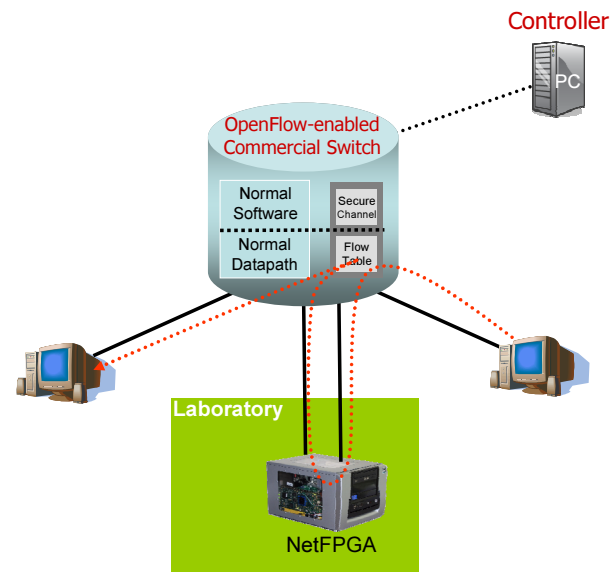 Controller
PC
OpenFlow-enabled
Commercial Switch
Normal
Software
Secure
Channel
Normal
Datapath
Flow
Table
Laboratory
NetFPGA